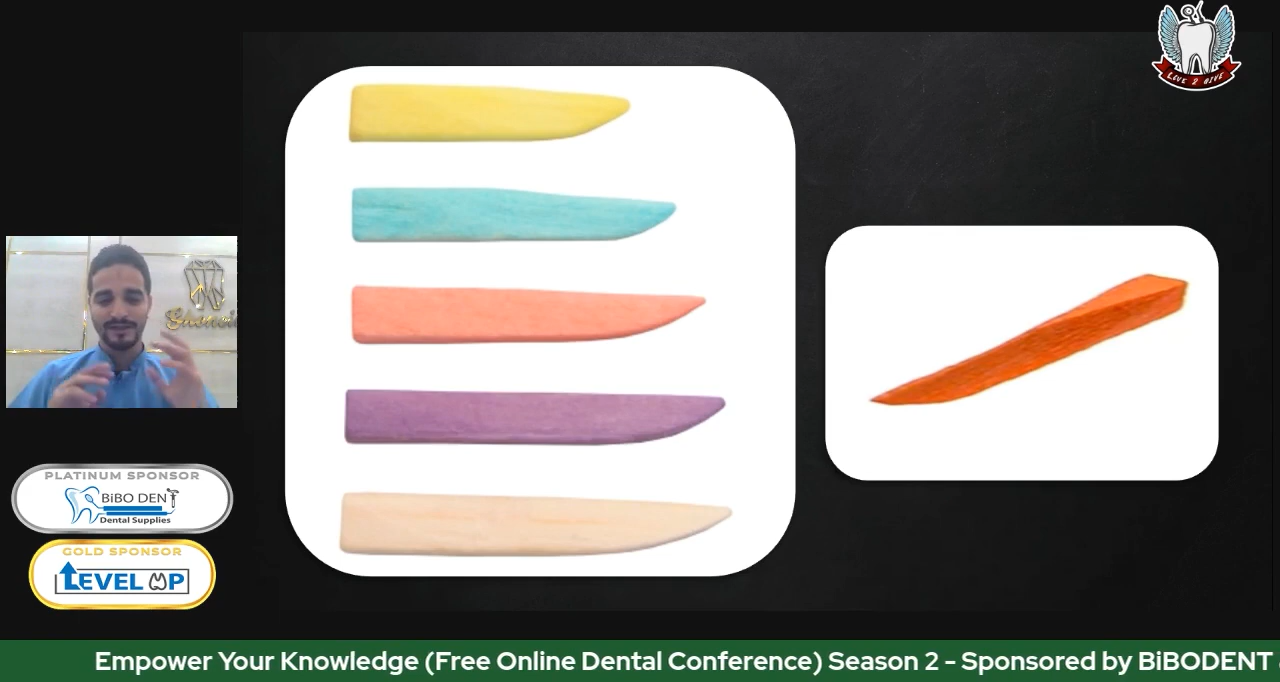 LIVE 2 GIVE
PLATINUM SPONSOR
BiBO DENT
Dental Supplies
GOLD SPONSOR
LEVEL UP
Empower Your Knowledge (Free Online Dental Conference) Season 2 - Sponsored by BiBODENT